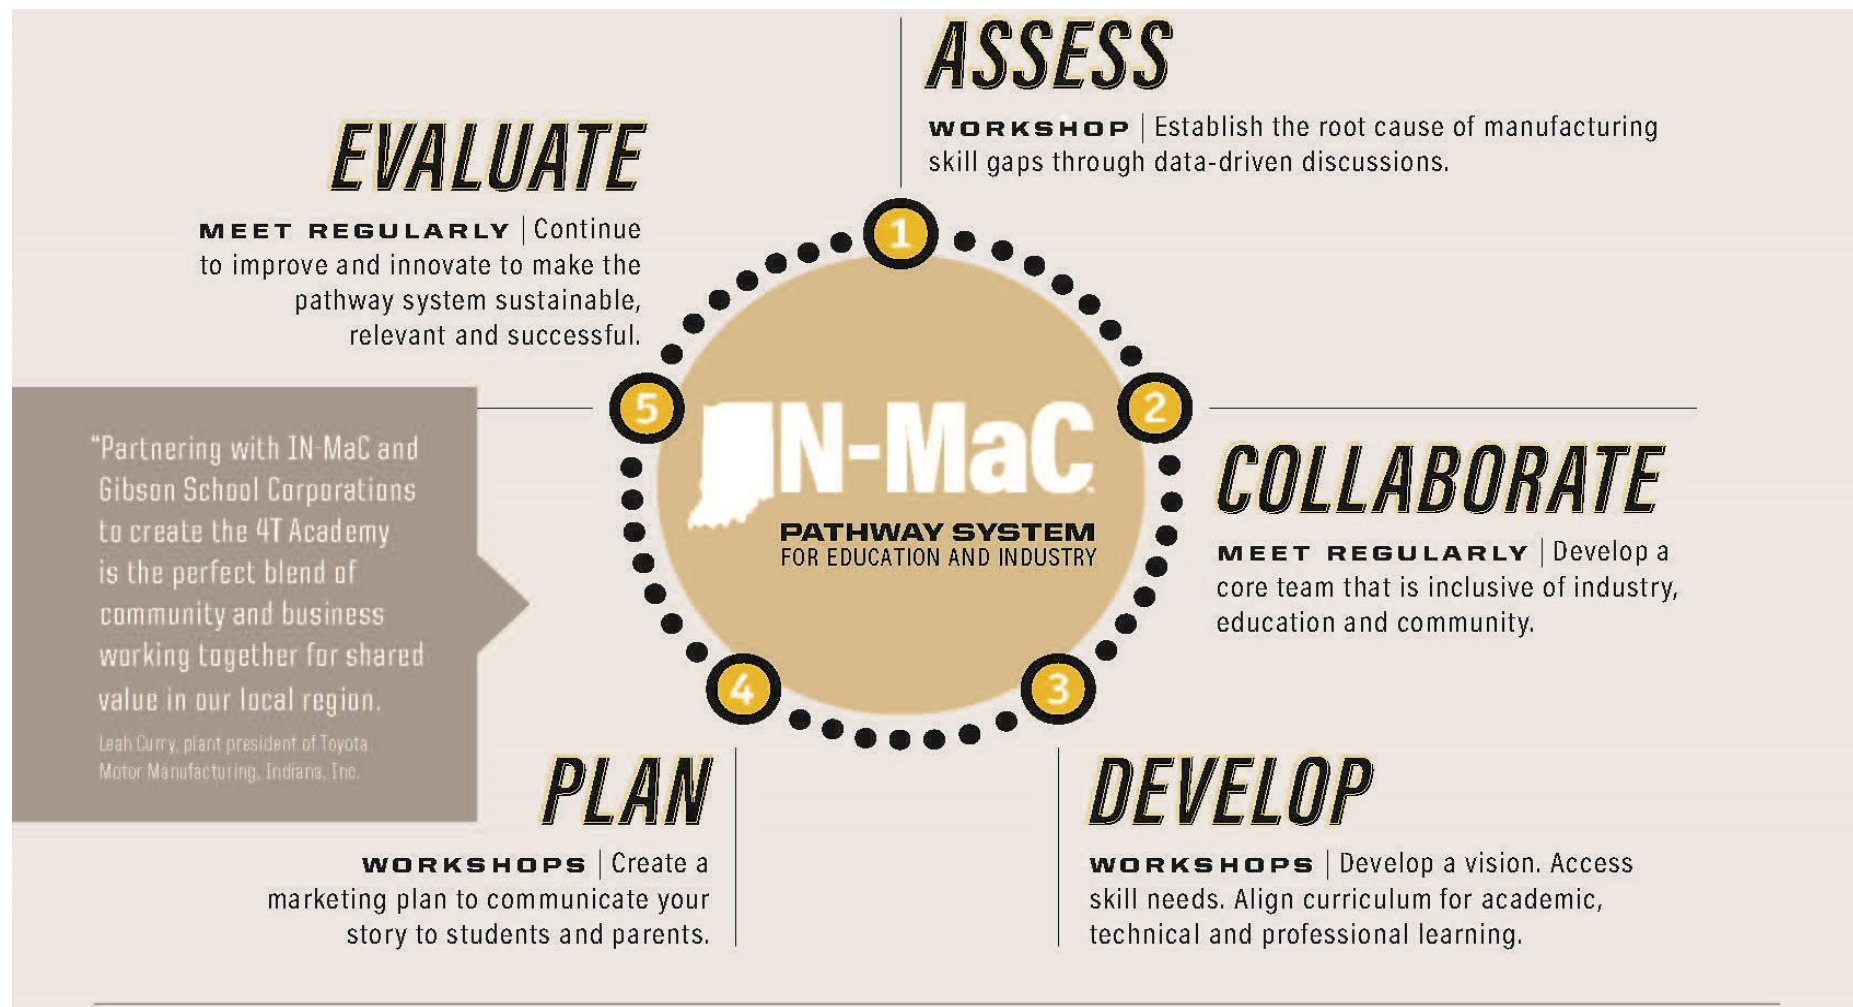 ASSESS
WORKSHOP | Establish the root cause of manufacturing
skill gaps through data-driven discussions.
EVALUATE
MEET REGULARLY | Continue
to improve and innovate to make the
pathway system sustainable,
relevant and successful.
1
2
3
4
5
IN-MaC
PATHWAY SYSTEM
FOR EDUCATION AND INDUSTRY
COLLABORATE
MEET REGULARLY | Develop a
core team that is inclusive of industry,
education and community.
"Partnering with IN-MaC and
Gibson School Corporations
to create the 4T Academy
is the perfect blend of
community and business
working together for shared
value in our local region.
Leah Curry, plant president of Toyota
Motor Manufacturing, Indiana, Inc.
PLAN
WORKSHOPS | Create a
marketing plan to communicate your
story to students and parents.
DEVELOP
WORKSHOPS | Develop a vision. Access
skill needs. Align curriculum for academic,
technical and professional learning.